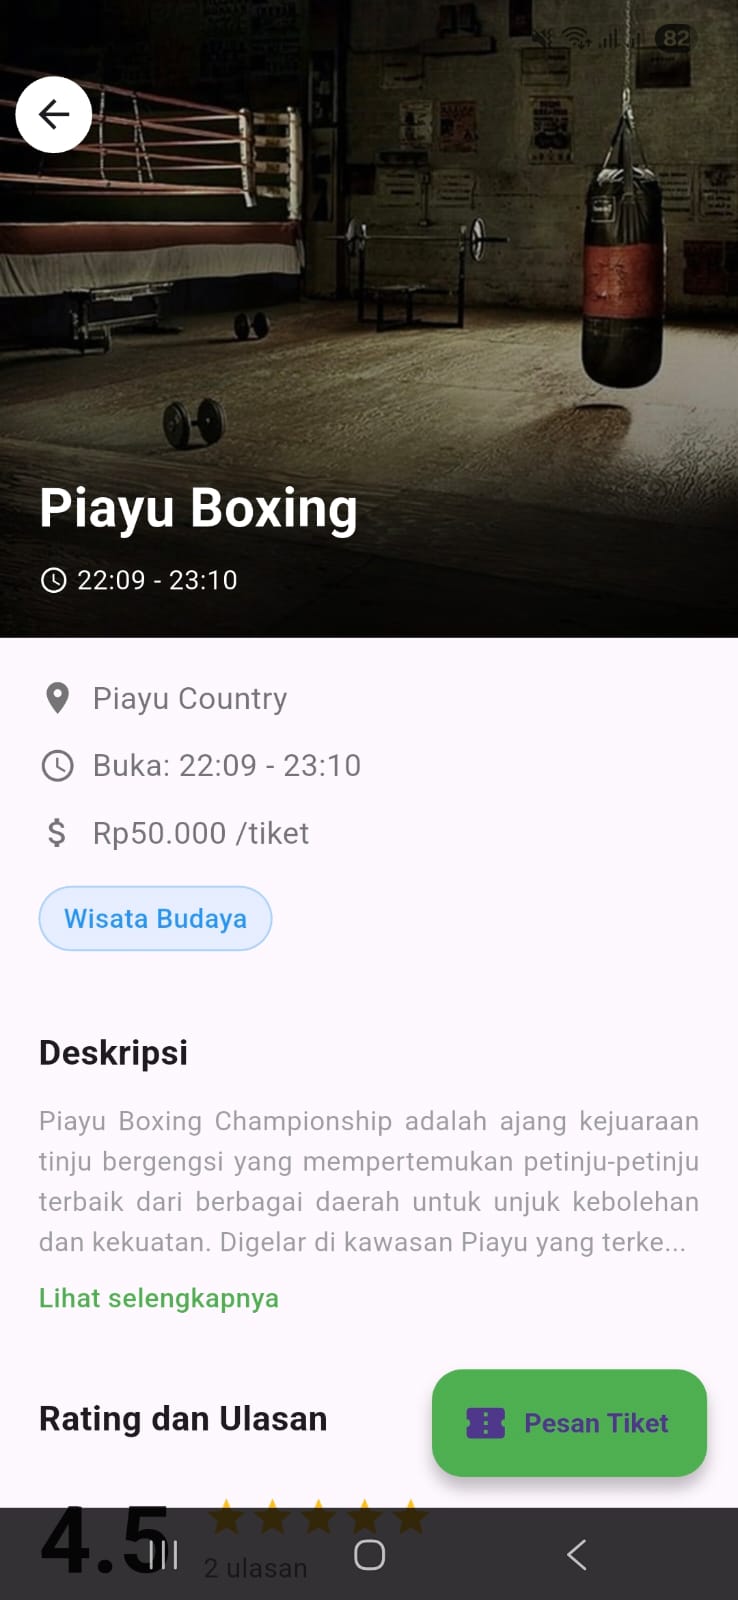 82
Piayu Boxing
22:09 - 23:10
Piayu Country
Buka: 22:09 - 23:10
Rp50.000 /tiket
Wisata Budaya
Deskripsi
Piayu Boxing Championship adalah ajang kejuaraan
tinju bergengsi yang mempertemukan petinju-petinju
terbaik dari berbagai daerah untuk unjuk kebolehan
dan kekuatan. Digelar di kawasan Piayu yang terke...
Lihat selengkapnya
Rating dan Ulasan
Pesan Tiket
4.5
2 ulasan